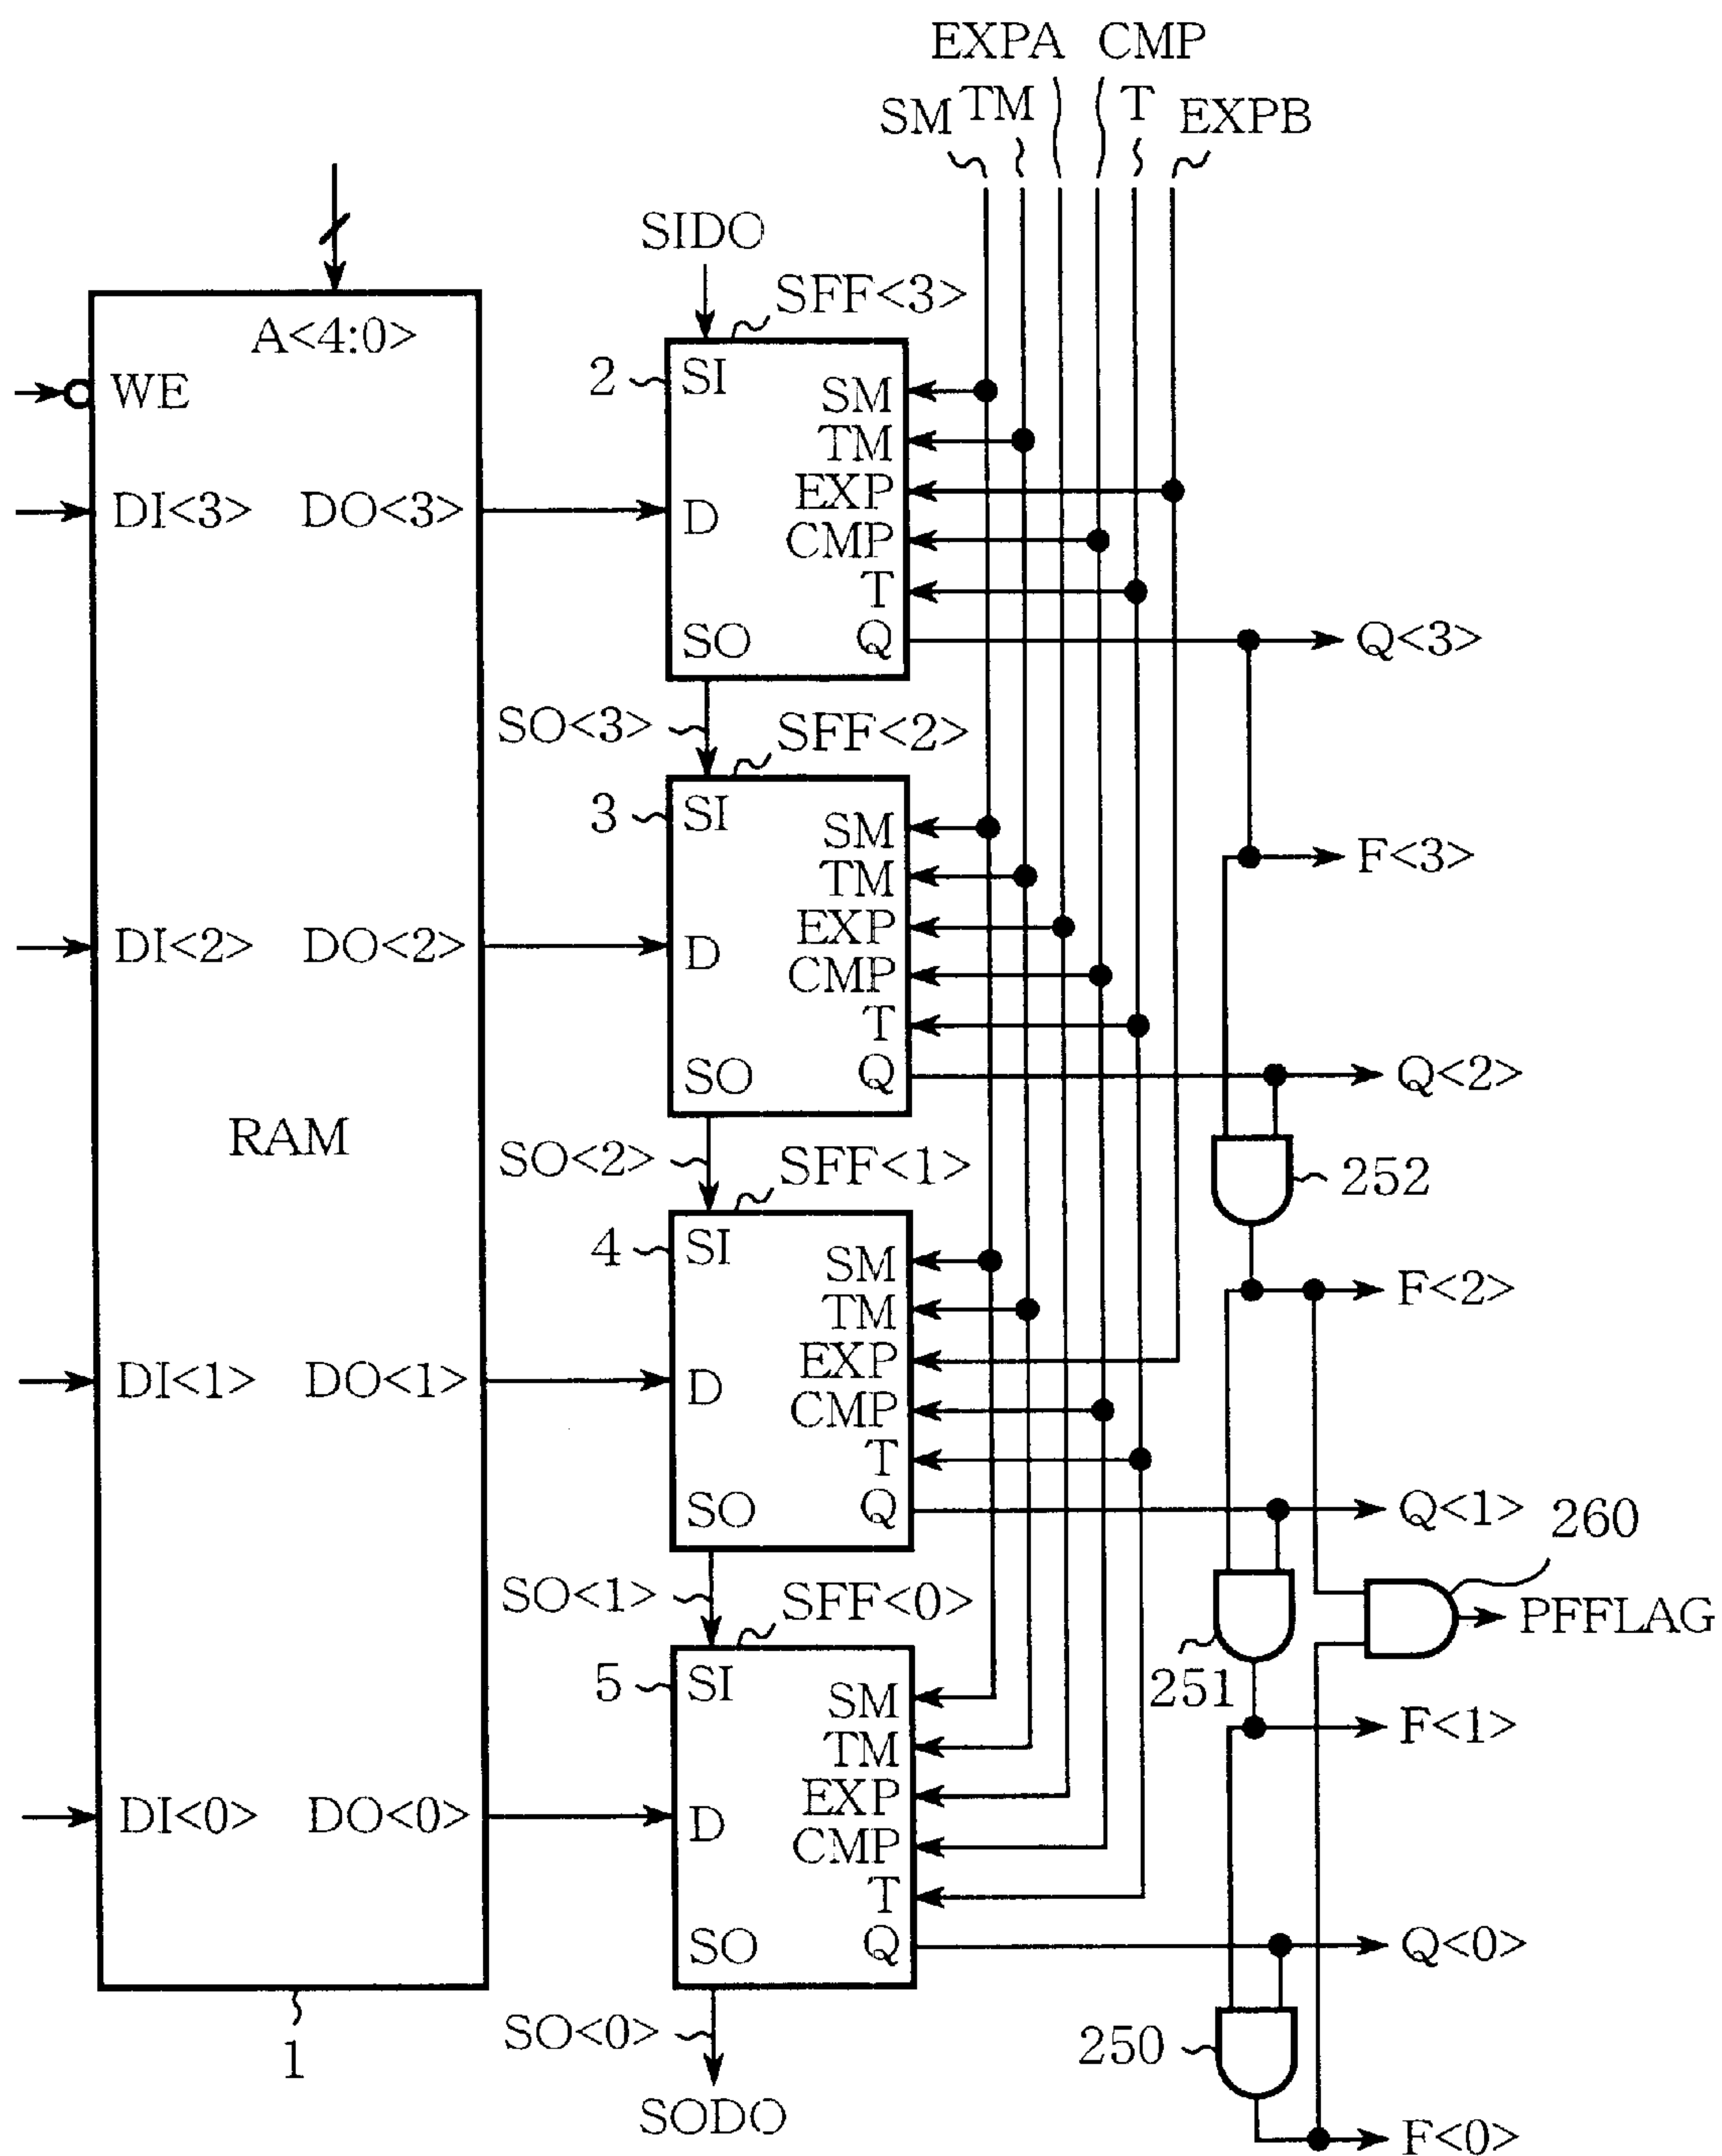 EXPA CMP
SM TM T EXPB
SIDO
SFF<3>
A<4:0>
2 SI
WE SM
TM
EXP
DI<3> DO<3> D
CMP
T
SO Q Q<3>
SO<3> SFF<2>
3 SI
SM F<3>
TM
EXP
DI<2> DO<2> D
CMP
T
SO Q Q<2>
RAM
SO<2> SFF<1> 252
4 SI
SM F<2>
TM
EXP
DI<1> DO<1> D
CMP
T
SO Q Q<1> 260
SO<1> SFF<0> PFFLAG
5 SI 251
SM F<1>
TM
EXP
DI<0> DO<0> D
CMP
T
SO Q Q<0>
SO<0> 250
1
SODO F<0>